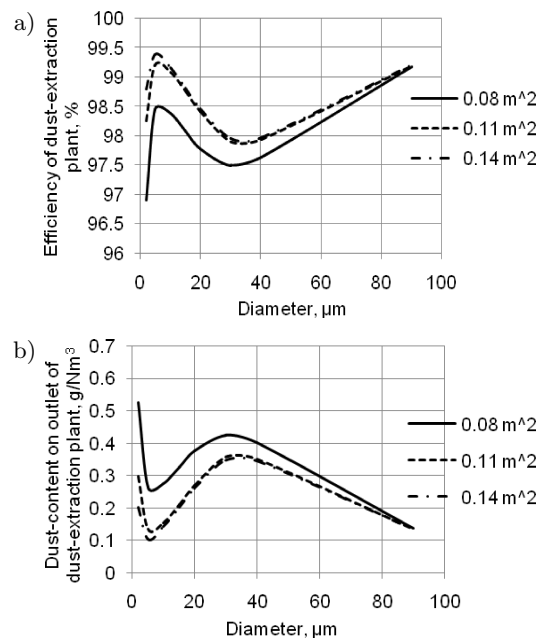 a)
Efficiency of dust-extraction
plant, %
100
99.5
99
98.5
98
97.5
97
96.5
96
0 20 40 60 80 100
Diameter, µm
0.08 m^2
0.11 m^2
0.14 m^2
b)
Dust-content on outlet of
dust-extraction plant, g/Nm³
0.7
0.6
0.5
0.4
0.3
0.2
0.1
0
0 20 40 60 80 100
Diameter, µm
0.08 m^2
0.11 m^2
0.14 m^2